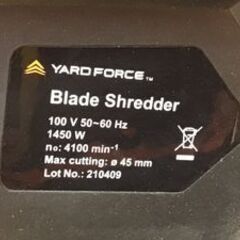 YARD FORCE™
Blade Shredder
100 V 50~60 Hz
1450 W
n₀: 4100 min⁻¹
Max cutting: ø 45 mm
Lot No.: 210409